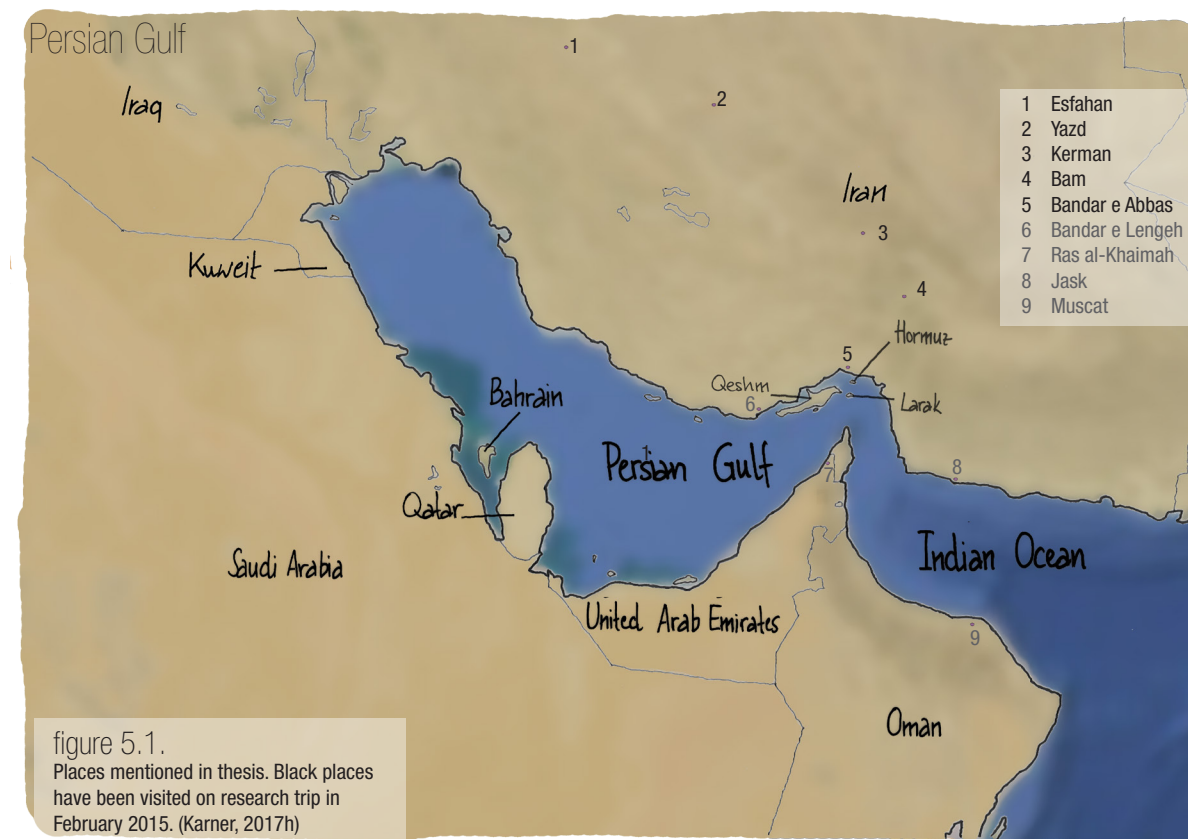 Persian Gulf
1
2
Iraq
1 Esfahan
2 Yazd
3 Kerman
4 Bam
5 Bandar e Abbas
6 Bandar e Lengeh
7 Ras al-Khaimah
8 Jask
9 Muscat
Iran
3
Kuweit
4
Hormuz
5
Qeshm
Larak
6
Bahrain
1
Persian Gulf
7
8
Qatar
Indian Ocean
Saudi Arabia
United Arab Emirates
9
Oman
figure 5.1.
Places mentioned in thesis. Black places
have been visited on research trip in
February 2015. (Karner, 2017h)